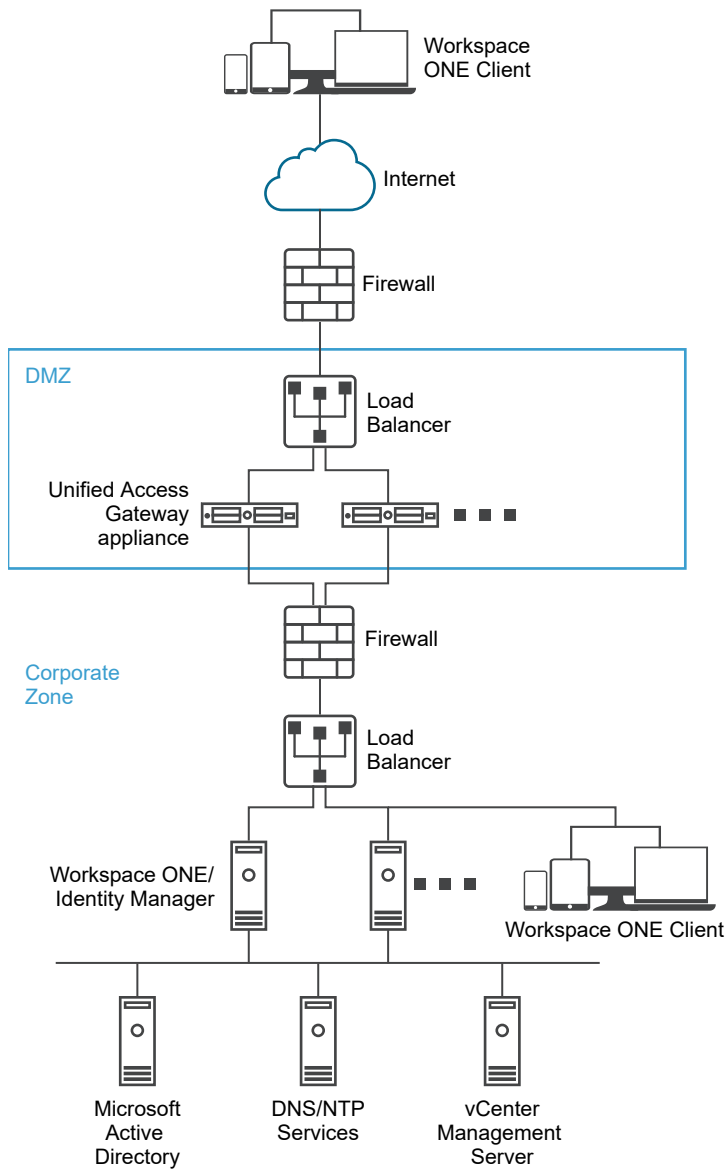 Workspace
ONE Client
Internet
Firewall
DMZ
Load
Balancer
Unified Access
Gateway
appliance
Firewall
Corporate
Zone
Load
Balancer
Workspace ONE/
Identity Manager
Workspace ONE Client
Microsoft
Active
Directory
DNS/NTP
Services
vCenter
Management
Server